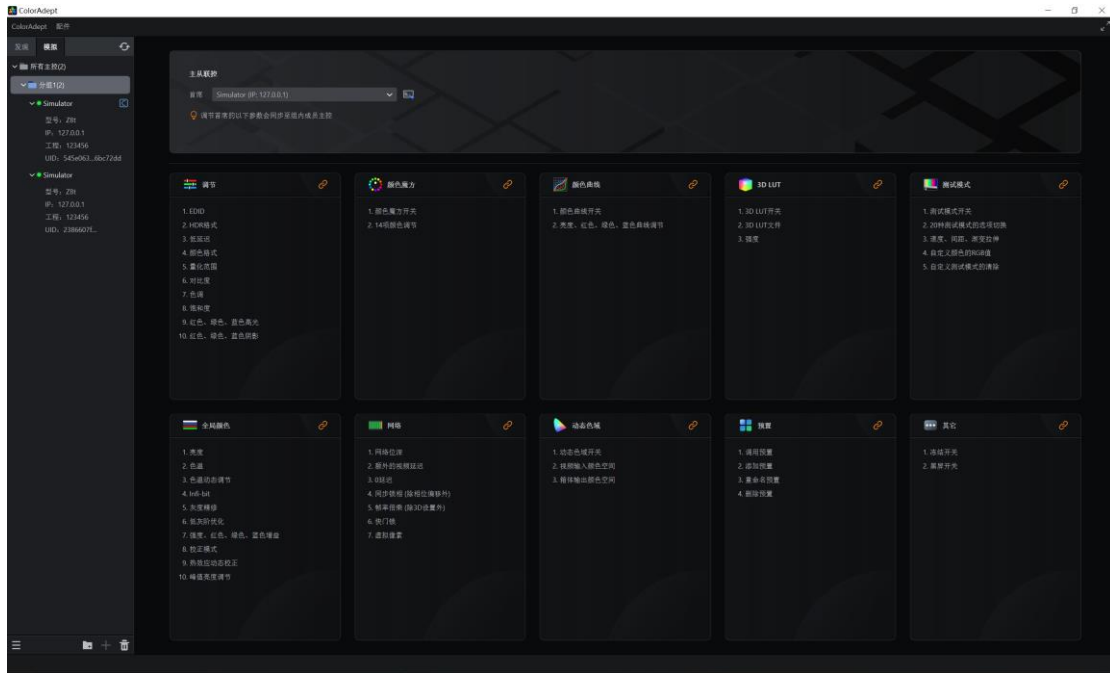 ColorAdept
ColorAdept 配件
发端 模拟
所有主控(2)
分组1(2)
Simulator
型号: Z8t
IP: 127.0.0.1
工程: 123456
UID: 545e063...6bc72dd
Simulator
型号: Z8t
IP: 127.0.0.1
工程: 123456
UID: 2386607f...
主从联控
首席 Simulator (IP: 127.0.0.1)
调节首席的以下参数会同步至组内成员主控
调节
1. EDID
2. HDR格式
3. 低延迟
4. 颜色格式
5. 量化范围
6. 对比度
7. 色调
8. 饱和度
9. 红色、绿色、蓝色高光
10. 红色、绿色、蓝色阴影
颜色魔方
1. 颜色魔方开关
2. 14项颜色调节
颜色曲线
1. 颜色曲线开关
2. 亮度、红色、绿色、蓝色曲线调节
3D LUT
1. 3D LUT开关
2. 3D LUT文件
3. 强度
测试模式
1. 测试模式开关
2. 20种测试模式的选项切换
3. 速度、间距、渐变拉伸
4. 自定义颜色的RGB值
5. 自定义测试模式的清除
全局颜色
1. 亮度
2. 色温
3. 色温动态调节
4. Infi-bit
5. 灰度精修
6. 低灰阶优化
7. 强度、红色、绿色、蓝色增益
8. 校正模式
9. 热效应动态校正
10. 峰值亮度调节
网络
1. 网络位深
2. 额外的视频延迟
3. 0延迟
4. 同步锁相 (除相位偏移外)
5. 帧率倍乘 (除3D设置外)
6. 快门锁
7. 虚拟像素
动态色域
1. 动态色域开关
2. 视频输入颜色空间
3. 箱体输出颜色空间
预置
1. 调用预置
2. 添加预置
3. 重命名预置
4. 删除预置
其它
1. 冻结开关
2. 黑屏开关